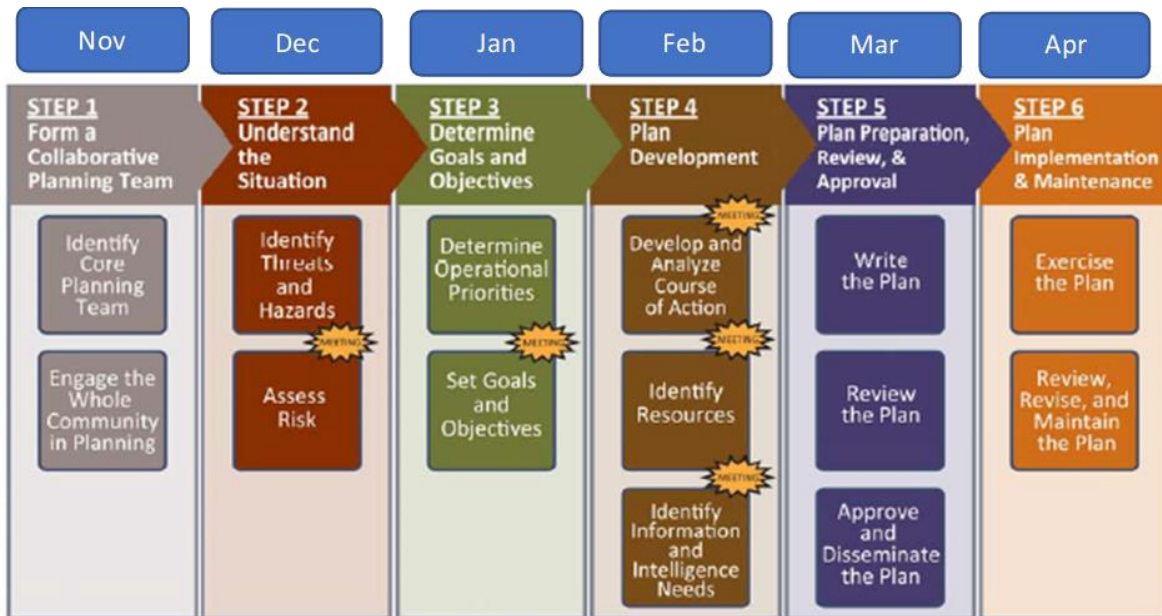 Nov
Dec
Jan
Feb
Mar
Apr
STEP 1
Form a
Collaborative
Planning Team
STEP 2
Understand
the
Situation
STEP 3
Determine
Goals and
Objectives
STEP 4
Plan
Development
STEP 5
Plan Preparation,
Review, &
Approval
STEP 6
Plan
Implementation
& Maintenance
Identify
Core
Planning
Team
Engage the
Whole
Community
in Planning
Identify
Threats
and
Hazards
MEETING
Assess
Risk
Determine
Operational
Priorities
MEETING
Set Goals
and
Objectives
MEETING
Develop and
Analyze
Course
of Action
MEETING
Identify
Resources
MEETING
Identify
Information
and
Intelligence
Needs
Write
the Plan
Review
the Plan
Approve
and
Disseminate
the Plan
Exercise
the Plan
Review,
Revise, and
Maintain
the Plan